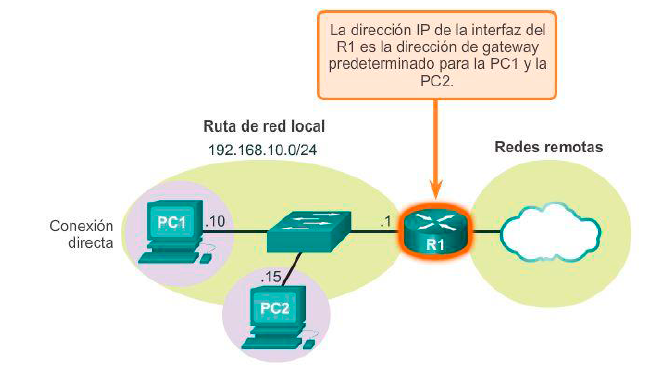 La dirección IP de la interfaz del
R1 es la dirección de gateway
predeterminado para la PC1 y la
PC2.
Ruta de red local
192.168.10.0/24
Redes remotas
Conexión
directa
PC1
.10
.1
R1
.15
PC2